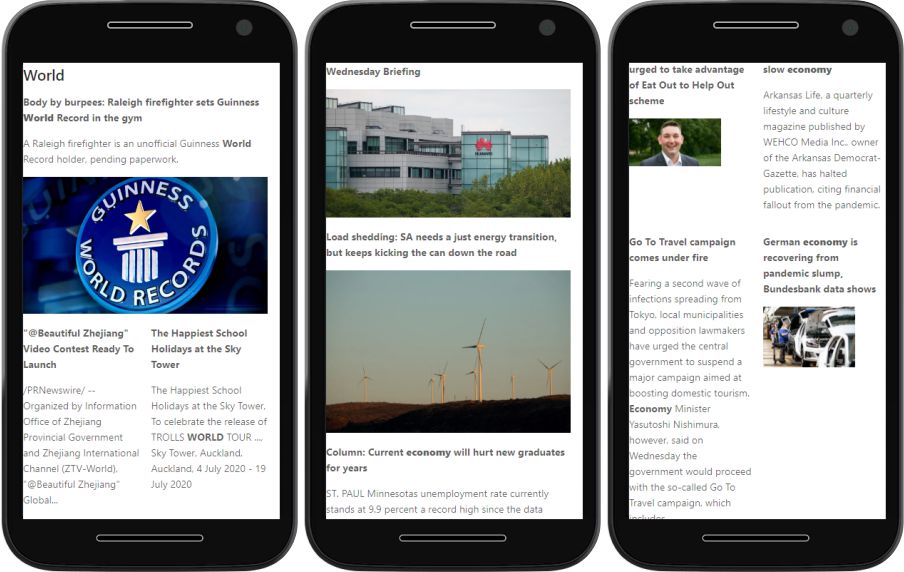 World
Body by burpees: Raleigh firefighter sets Guinness
World Record in the gym
A Raleigh firefighter is an unofficial Guinness World
Record holder, pending paperwork.
GUINNESS
WORLD RECORDS
"@Beautiful Zhejiang"
Video Contest Ready To
Launch
/PRNewswire/ --
Organized by Information
Office of Zhejiang
Provincial Government
and Zhejiang International
Channel (ZTV-World),
"@Beautiful Zhejiang"
Global...
The Happiest School
Holidays at the Sky
Tower
The Happiest School
Holidays at the Sky Tower.
To celebrate the release of
TROLLS WORLD TOUR ....
Sky Tower, Auckland,
Auckland, 4 July 2020 - 19
July 2020
Wednesday Briefing
HUAWEI
Load shedding: SA needs a just energy transition,
but keeps kicking the can down the road
Column: Current economy will hurt new graduates
for years
ST. PAUL Minnesotas unemployment rate currently
stands at 9.9 percent a record high since the data
urged to take advantage
of Eat Out to Help Out
scheme
slow economy
Arkansas Life, a quarterly
lifestyle and culture
magazine published by
WEHCO Media Inc., owner
of the Arkansas Democrat-
Gazette, has halted
publication, citing financial
fallout from the pandemic.
Go To Travel campaign
comes under fire
Fearing a second wave of
infections spreading from
Tokyo, local municipalities
and opposition lawmakers
have urged the central
government to suspend a
major campaign aimed at
boosting domestic tourism.
Economy Minister
Yasutoshi Nishimura,
however, said on
Wednesday the
government would proceed
with the so-called Go To
Travel campaign, which
includes
German economy is
recovering from
pandemic slump,
Bundesbank data shows